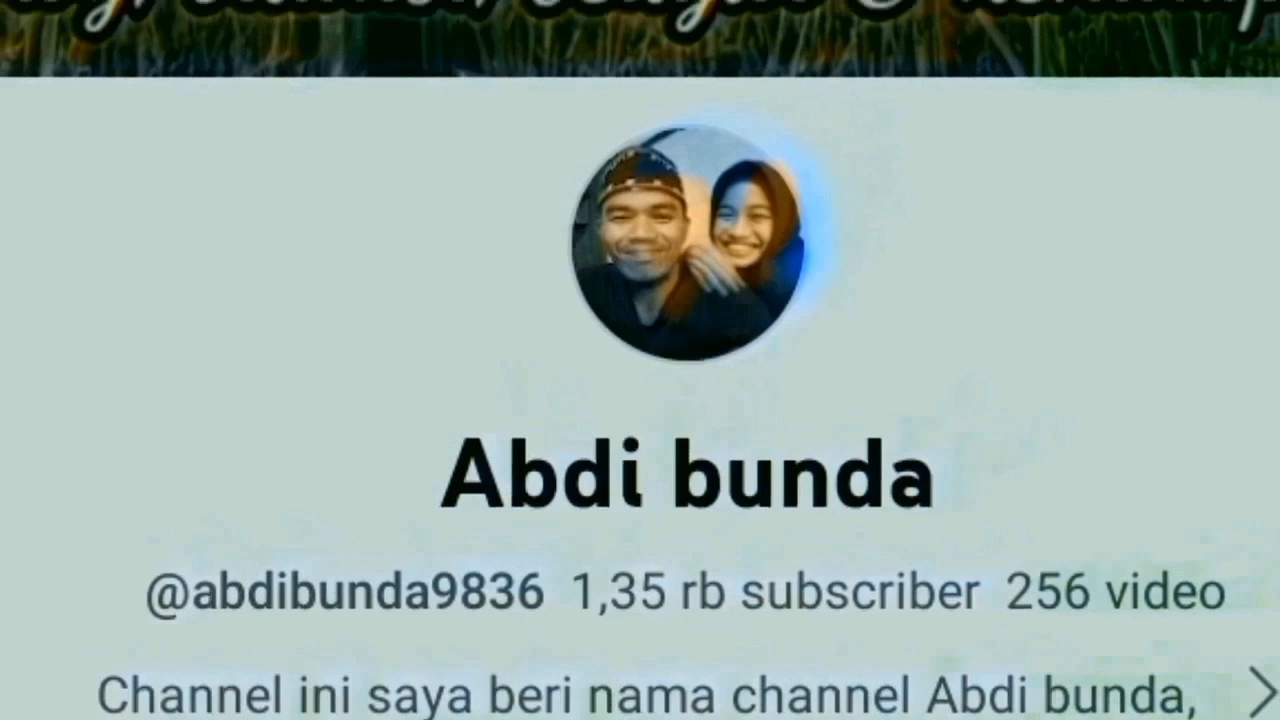 Abdi bunda
@abdibunda9836 1,35 rb subscriber 256 video
Channel ini saya beri nama channel Abdi bunda,